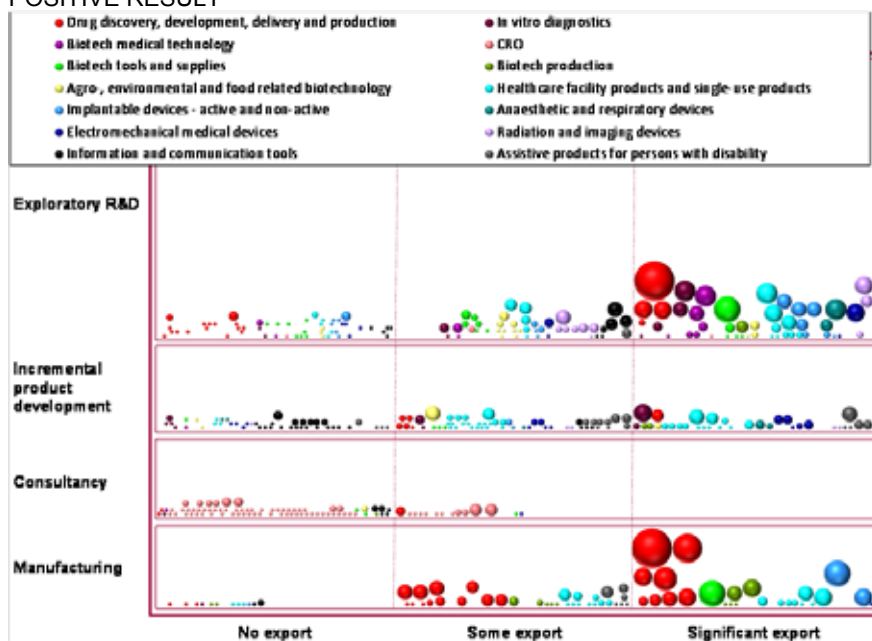 POSITIVE RESULT
Drug discovery, development, delivery and production
In vitro diagnostics
Biotech medical technology
CRO
Biotech tools and supplies
Biotech production
Agro-, environmental and food related biotechnology
Healthcare facility products and single-use products
Implantable devices - active and non-active
Anaesthetic and respiratory devices
Electromechanical medical devices
Radiation and imaging devices
Information and communication tools
Assistive products for persons with disability
Exploratory R&D
Incremental
product
development
Consultancy
Manufacturing
No export
Some export
Significant export